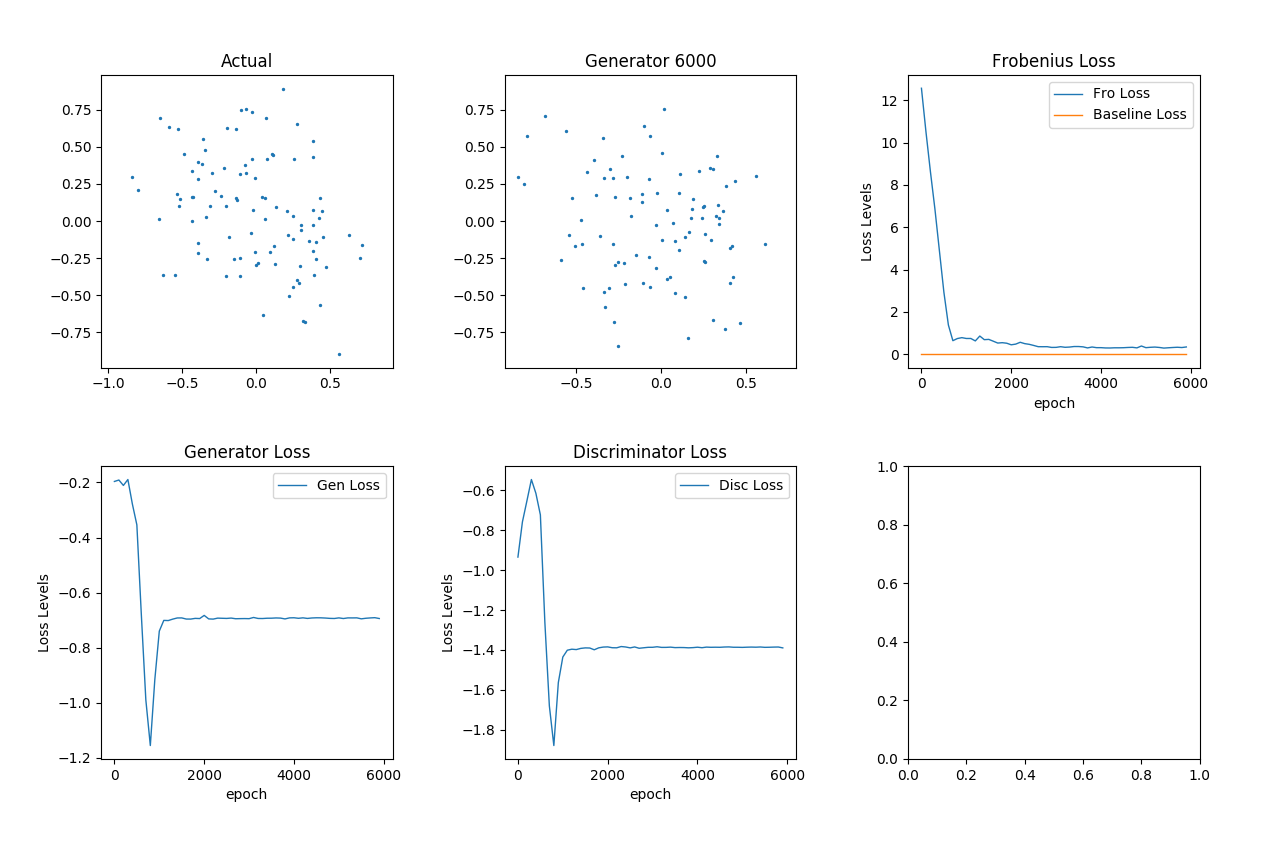 Actual
0.75
0.50
0.25
0.00
−0.25
−0.50
−0.75
−1.0 −0.5 0.0 0.5
Generator 6000
0.75
0.50
0.25
0.00
−0.25
−0.50
−0.75
−0.5 0.0 0.5
Frobenius Loss
Fro Loss
Baseline Loss
Loss Levels
12
10
8
6
4
2
0
0 2000 4000 6000
epoch
Generator Loss
Gen Loss
Loss Levels
−0.2
−0.4
−0.6
−0.8
−1.0
−1.2
0 2000 4000 6000
epoch
Discriminator Loss
Disc Loss
Loss Levels
−0.6
−0.8
−1.0
−1.2
−1.4
−1.6
−1.8
0 2000 4000 6000
epoch
1.0
0.8
0.6
0.4
0.2
0.0
0.0 0.2 0.4 0.6 0.8 1.0